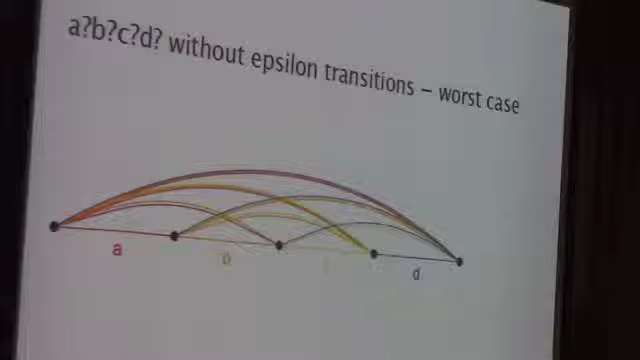 a?b?c?d? without epsilon transitions – worst case
a
d